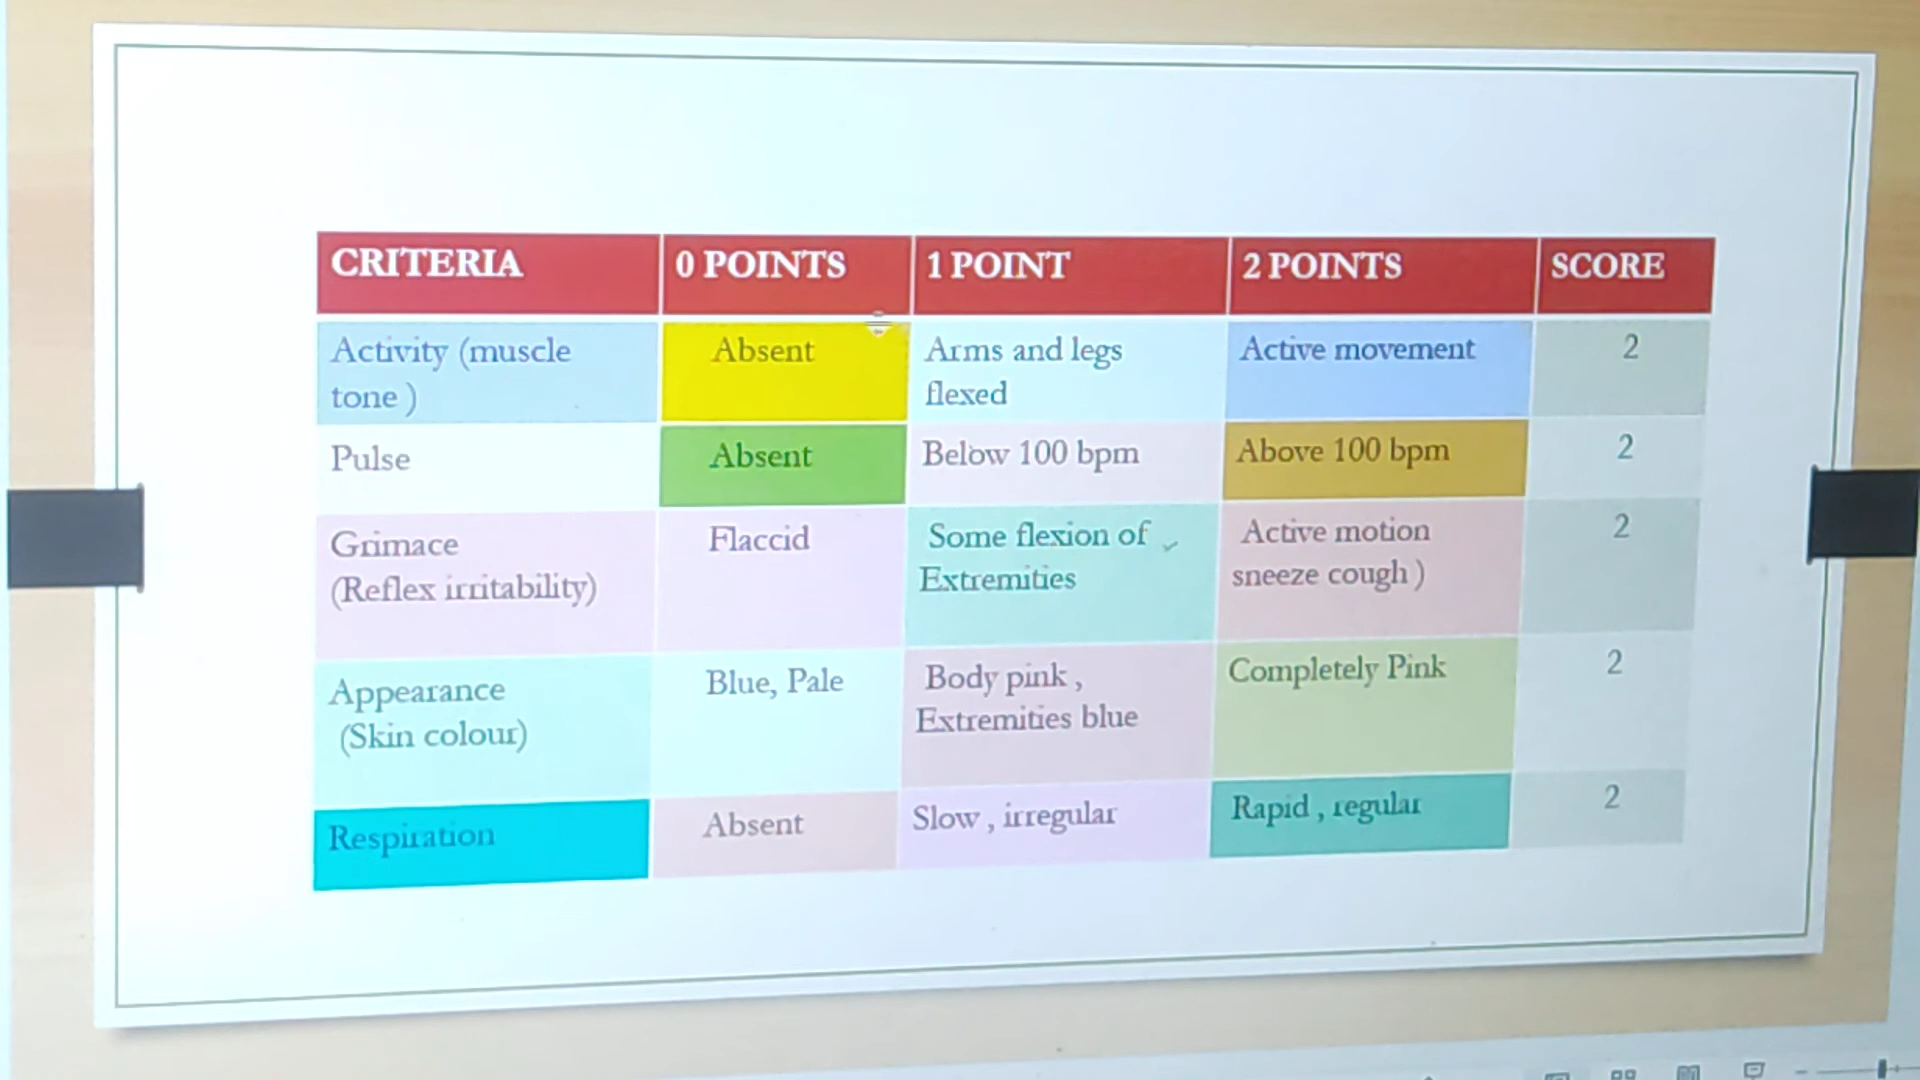 CRITERIA 0 POINTS 1 POINT 2 POINTS SCORE
Activity (muscle tone ) Absent Arms and legs flexed Active movement 2
Pulse Absent Below 100 bpm Above 100 bpm 2
Grimace (Reflex irritability) Flaccid Some flexion of Extremities Active motion sneeze cough ) 2
Appearance (Skin colour) Blue, Pale Body pink , Extremities blue Completely Pink 2
Respiration Absent Slow , irregular Rapid , regular 2